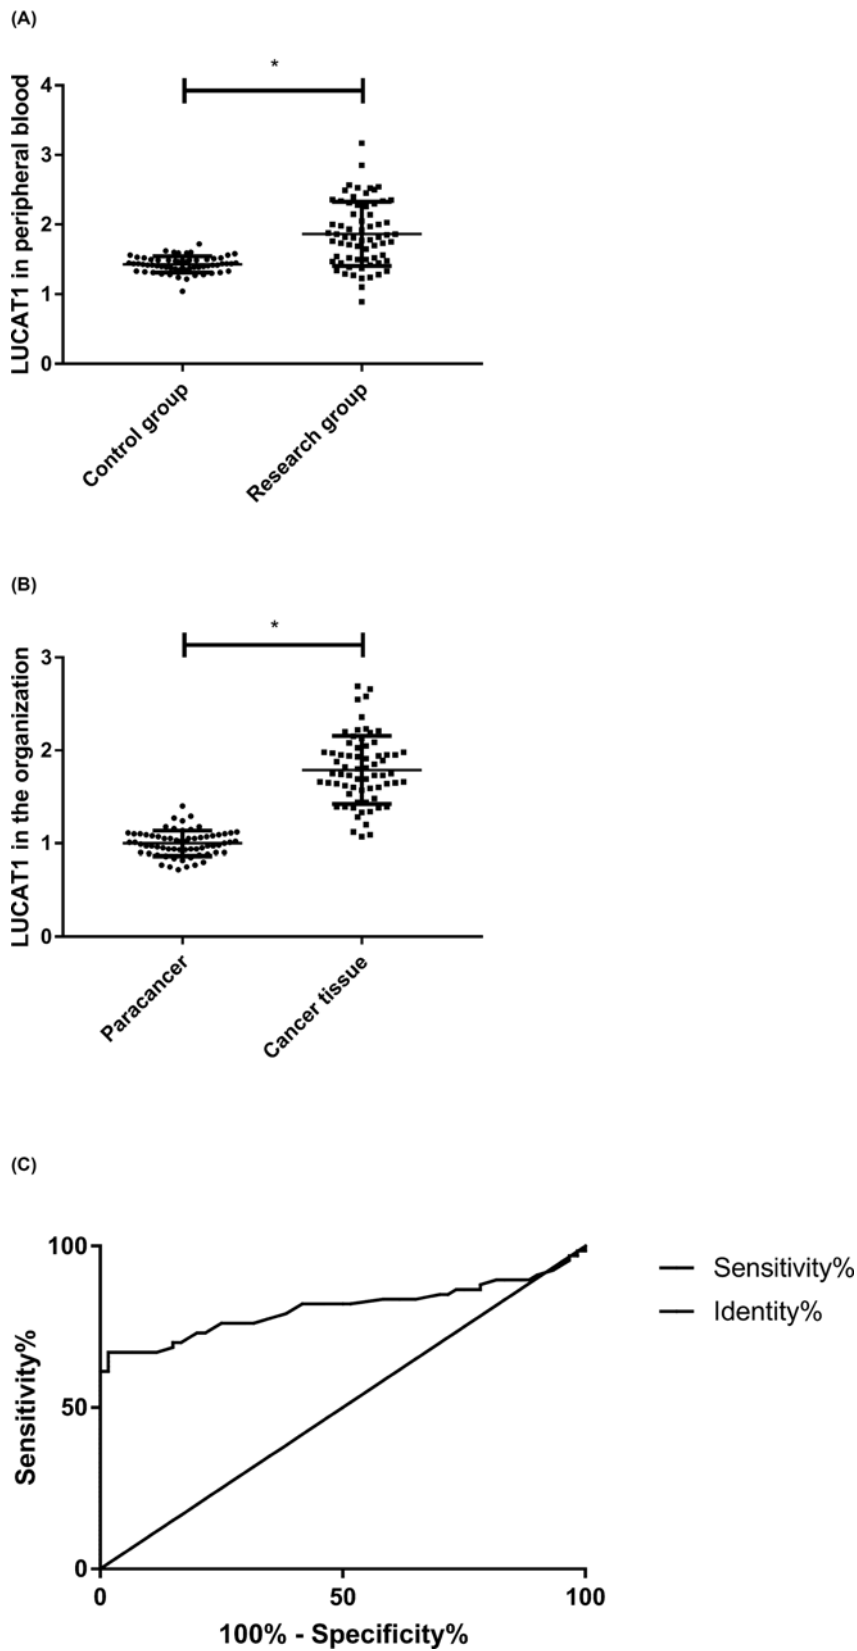 (A)
*
LUCAT1 in peripheral blood
4
3
2
1
0
Control group
Research group
(B)
*
LUCAT1 in the organization
3
2
1
0
Paracancer
Cancer tissue
(C)
Sensitivity%
100
50
0
0 50 100
100% - Specificity%
Sensitivity%
Identity%